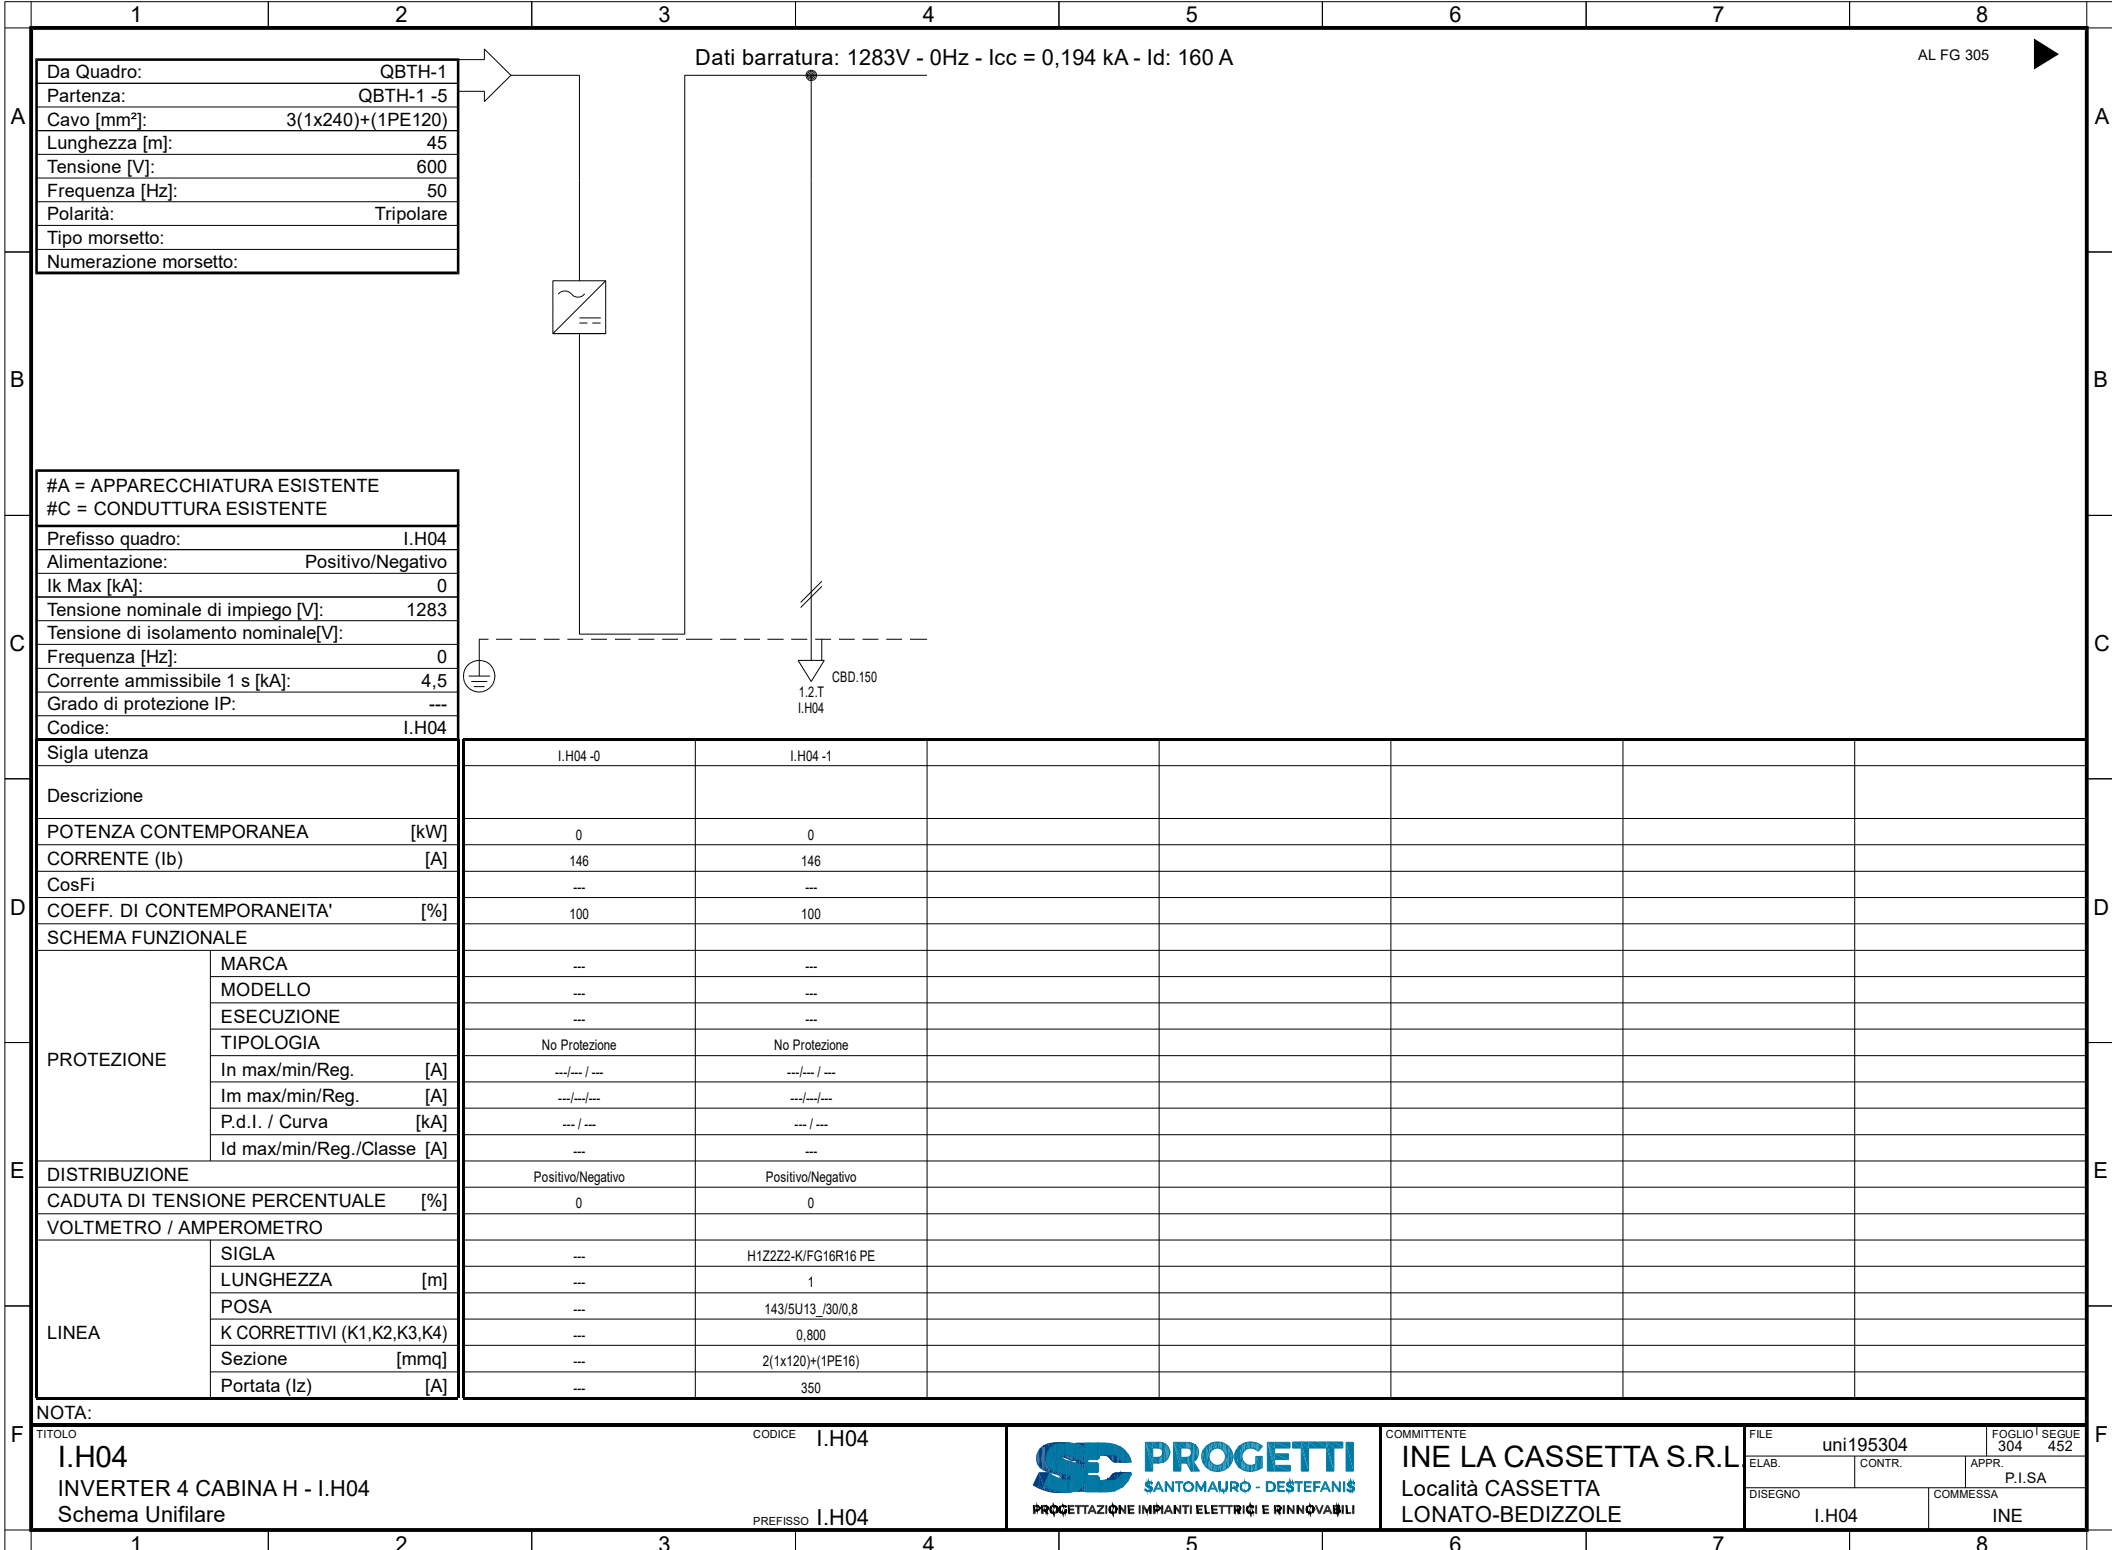 1 2 3 4 5 6 7 8
Dati barratura: 1283V - 0Hz - Icc = 0,194 kA - Id: 160 A
AL FG 305
Da Quadro: QBTH-1
Partenza: QBTH-1 -5
Cavo [mm²]: 3(1x240)+(1PE120)
Lunghezza [m]: 45
Tensione [V]: 600
Frequenza [Hz]: 50
Polarità: Tripolare
Tipo morsetto:
Numerazione morsetto:
A A
B B
#A = APPARECCHIATURA ESISTENTE
#C = CONDUTTURA ESISTENTE
Prefisso quadro: I.H04
Alimentazione: Positivo/Negativo
Ik Max [kA]: 0
Tensione nominale di impiego [V]: 1283
Tensione di isolamento nominale[V]:
Frequenza [Hz]: 0
Corrente ammissibile 1 s [kA]: 4,5
Grado di protezione IP: ---
Codice: I.H04
C C
CBD.150
1.2.T
I.H04
Sigla utenza I.H04 -0 I.H04 -1
Descrizione
POTENZA CONTEMPORANEA [kW] 0 0
CORRENTE (Ib) [A] 146 146
CosFi --- ---
D D
COEFF. DI CONTEMPORANEITA' [%] 100 100
SCHEMA FUNZIONALE
PROTEZIONE
MARCA --- ---
MODELLO --- ---
ESECUZIONE --- ---
TIPOLOGIA No Protezione No Protezione
In max/min/Reg. [A] ---/--- / --- ---/--- / ---
Im max/min/Reg. [A] ---/---/--- ---/---/---
P.d.I. / Curva [kA] --- / --- --- / ---
Id max/min/Reg./Classe [A] --- ---
E E
DISTRIBUZIONE Positivo/Negativo Positivo/Negativo
CADUTA DI TENSIONE PERCENTUALE [%] 0 0
VOLTMETRO / AMPEROMETRO
LINEA
SIGLA --- H1Z2Z2-K/FG16R16 PE
LUNGHEZZA [m] --- 1
POSA --- 143/5U13_/30/0,8
K CORRETTIVI (K1,K2,K3,K4) --- 0,800
Sezione [mmq] --- 2(1x120)+(1PE16)
Portata (Iz) [A] --- 350
NOTA:
F F
TITOLO
I.H04
INVERTER 4 CABINA H - I.H04
Schema Unifilare
CODICE I.H04
PREFISSO I.H04
PROGETTI
SANTOMAURO - DESTEFANIS
PROGETTAZIONE IMPIANTI ELETTRICI E RINNOVABILI
COMMITTENTE
INE LA CASSETTA S.R.L.
Località CASSETTA
LONATO-BEDIZZOLE
FILE uni195304
FOGLIO 304
SEGUE 452
ELAB. CONTR. APPR. P.I.SA
DISEGNO I.H04
COMMESSA INE
1 2 3 4 5 6 7 8